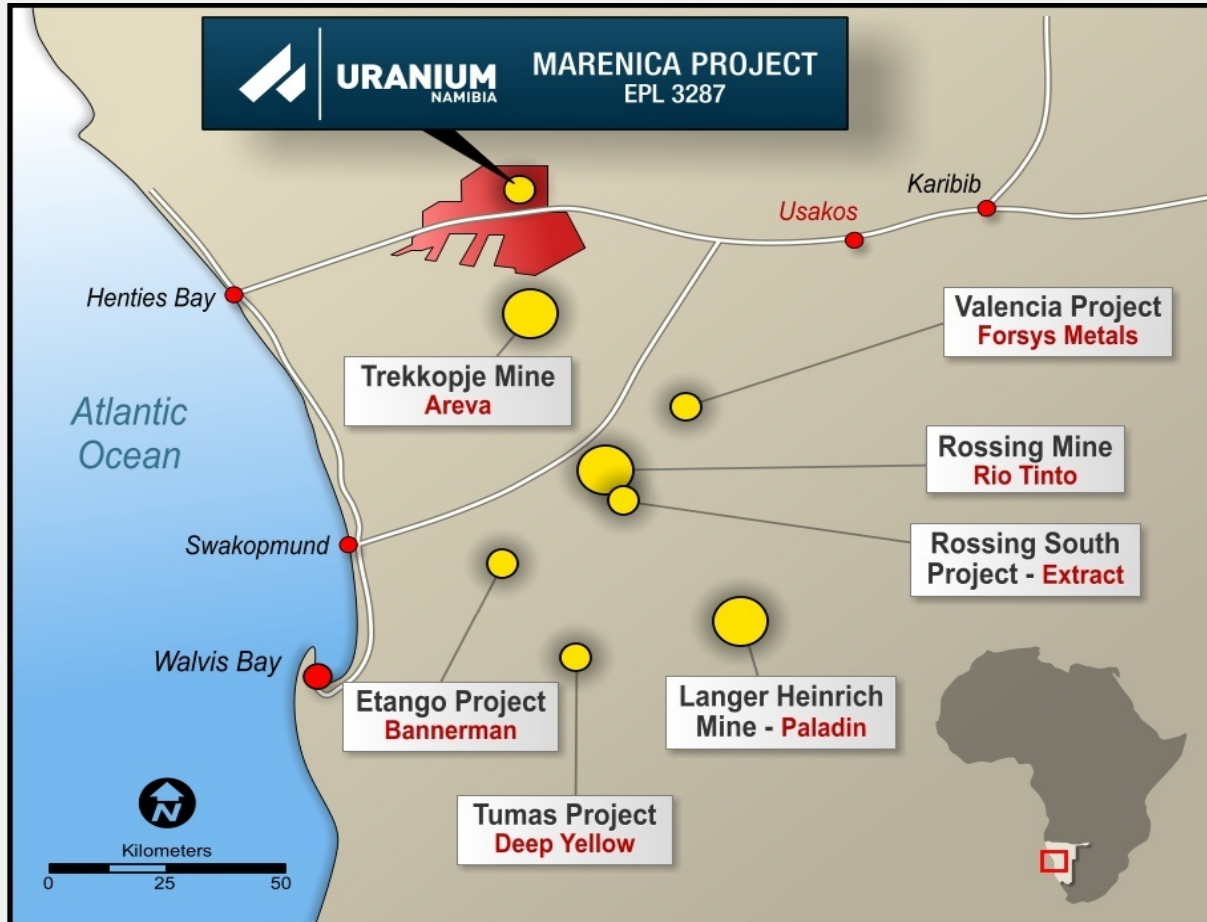 URANIUM
NAMIBIA
MARENICA PROJECT
EPL 3287
Karibib
Usakos
Henties Bay
Valencia Project
Forsys Metals
Trekkopje Mine
Areva
Atlantic
Ocean
Rossing Mine
Rio Tinto
Swakopmund
Rossing South
Project - Extract
Walvis Bay
Etango Project
Bannerman
Langer Heinrich
Mine - Paladin
Tumas Project
Deep Yellow
N
Kilometers
0 25 50